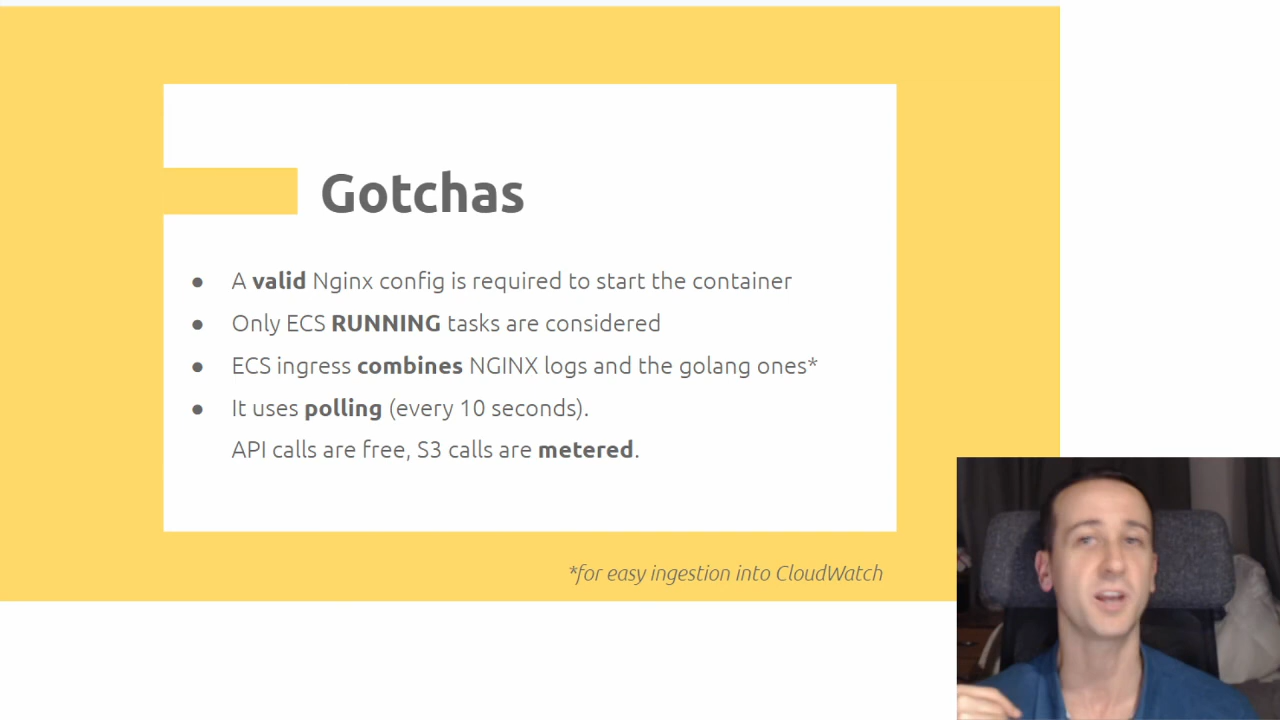 Gotchas
● A valid Nginx config is required to start the container
● Only ECS RUNNING tasks are considered
● ECS ingress combines NGINX logs and the golang ones*
● It uses polling (every 10 seconds).
API calls are free, S3 calls are metered.
*for easy ingestion into CloudWatch